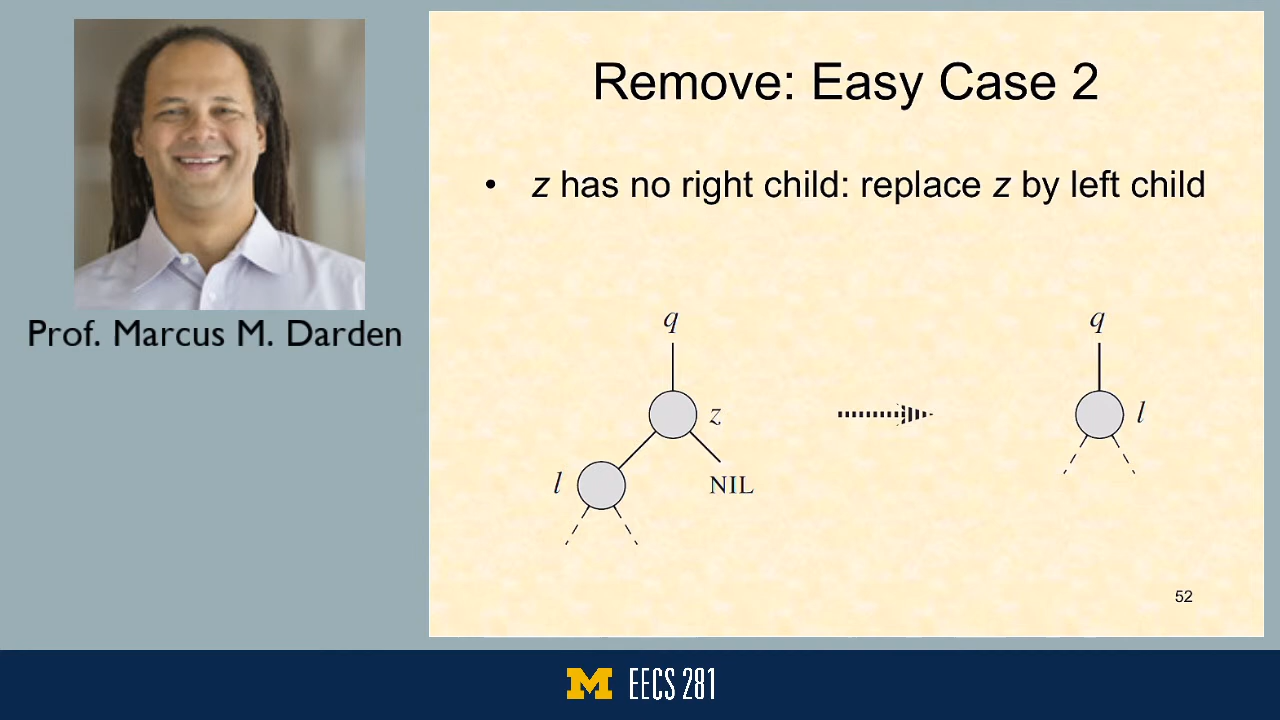 Remove: Easy Case 2
• z has no right child: replace z by left child
q
z
l
NIL
q
l
52
Prof. Marcus M. Darden
M EECS 281